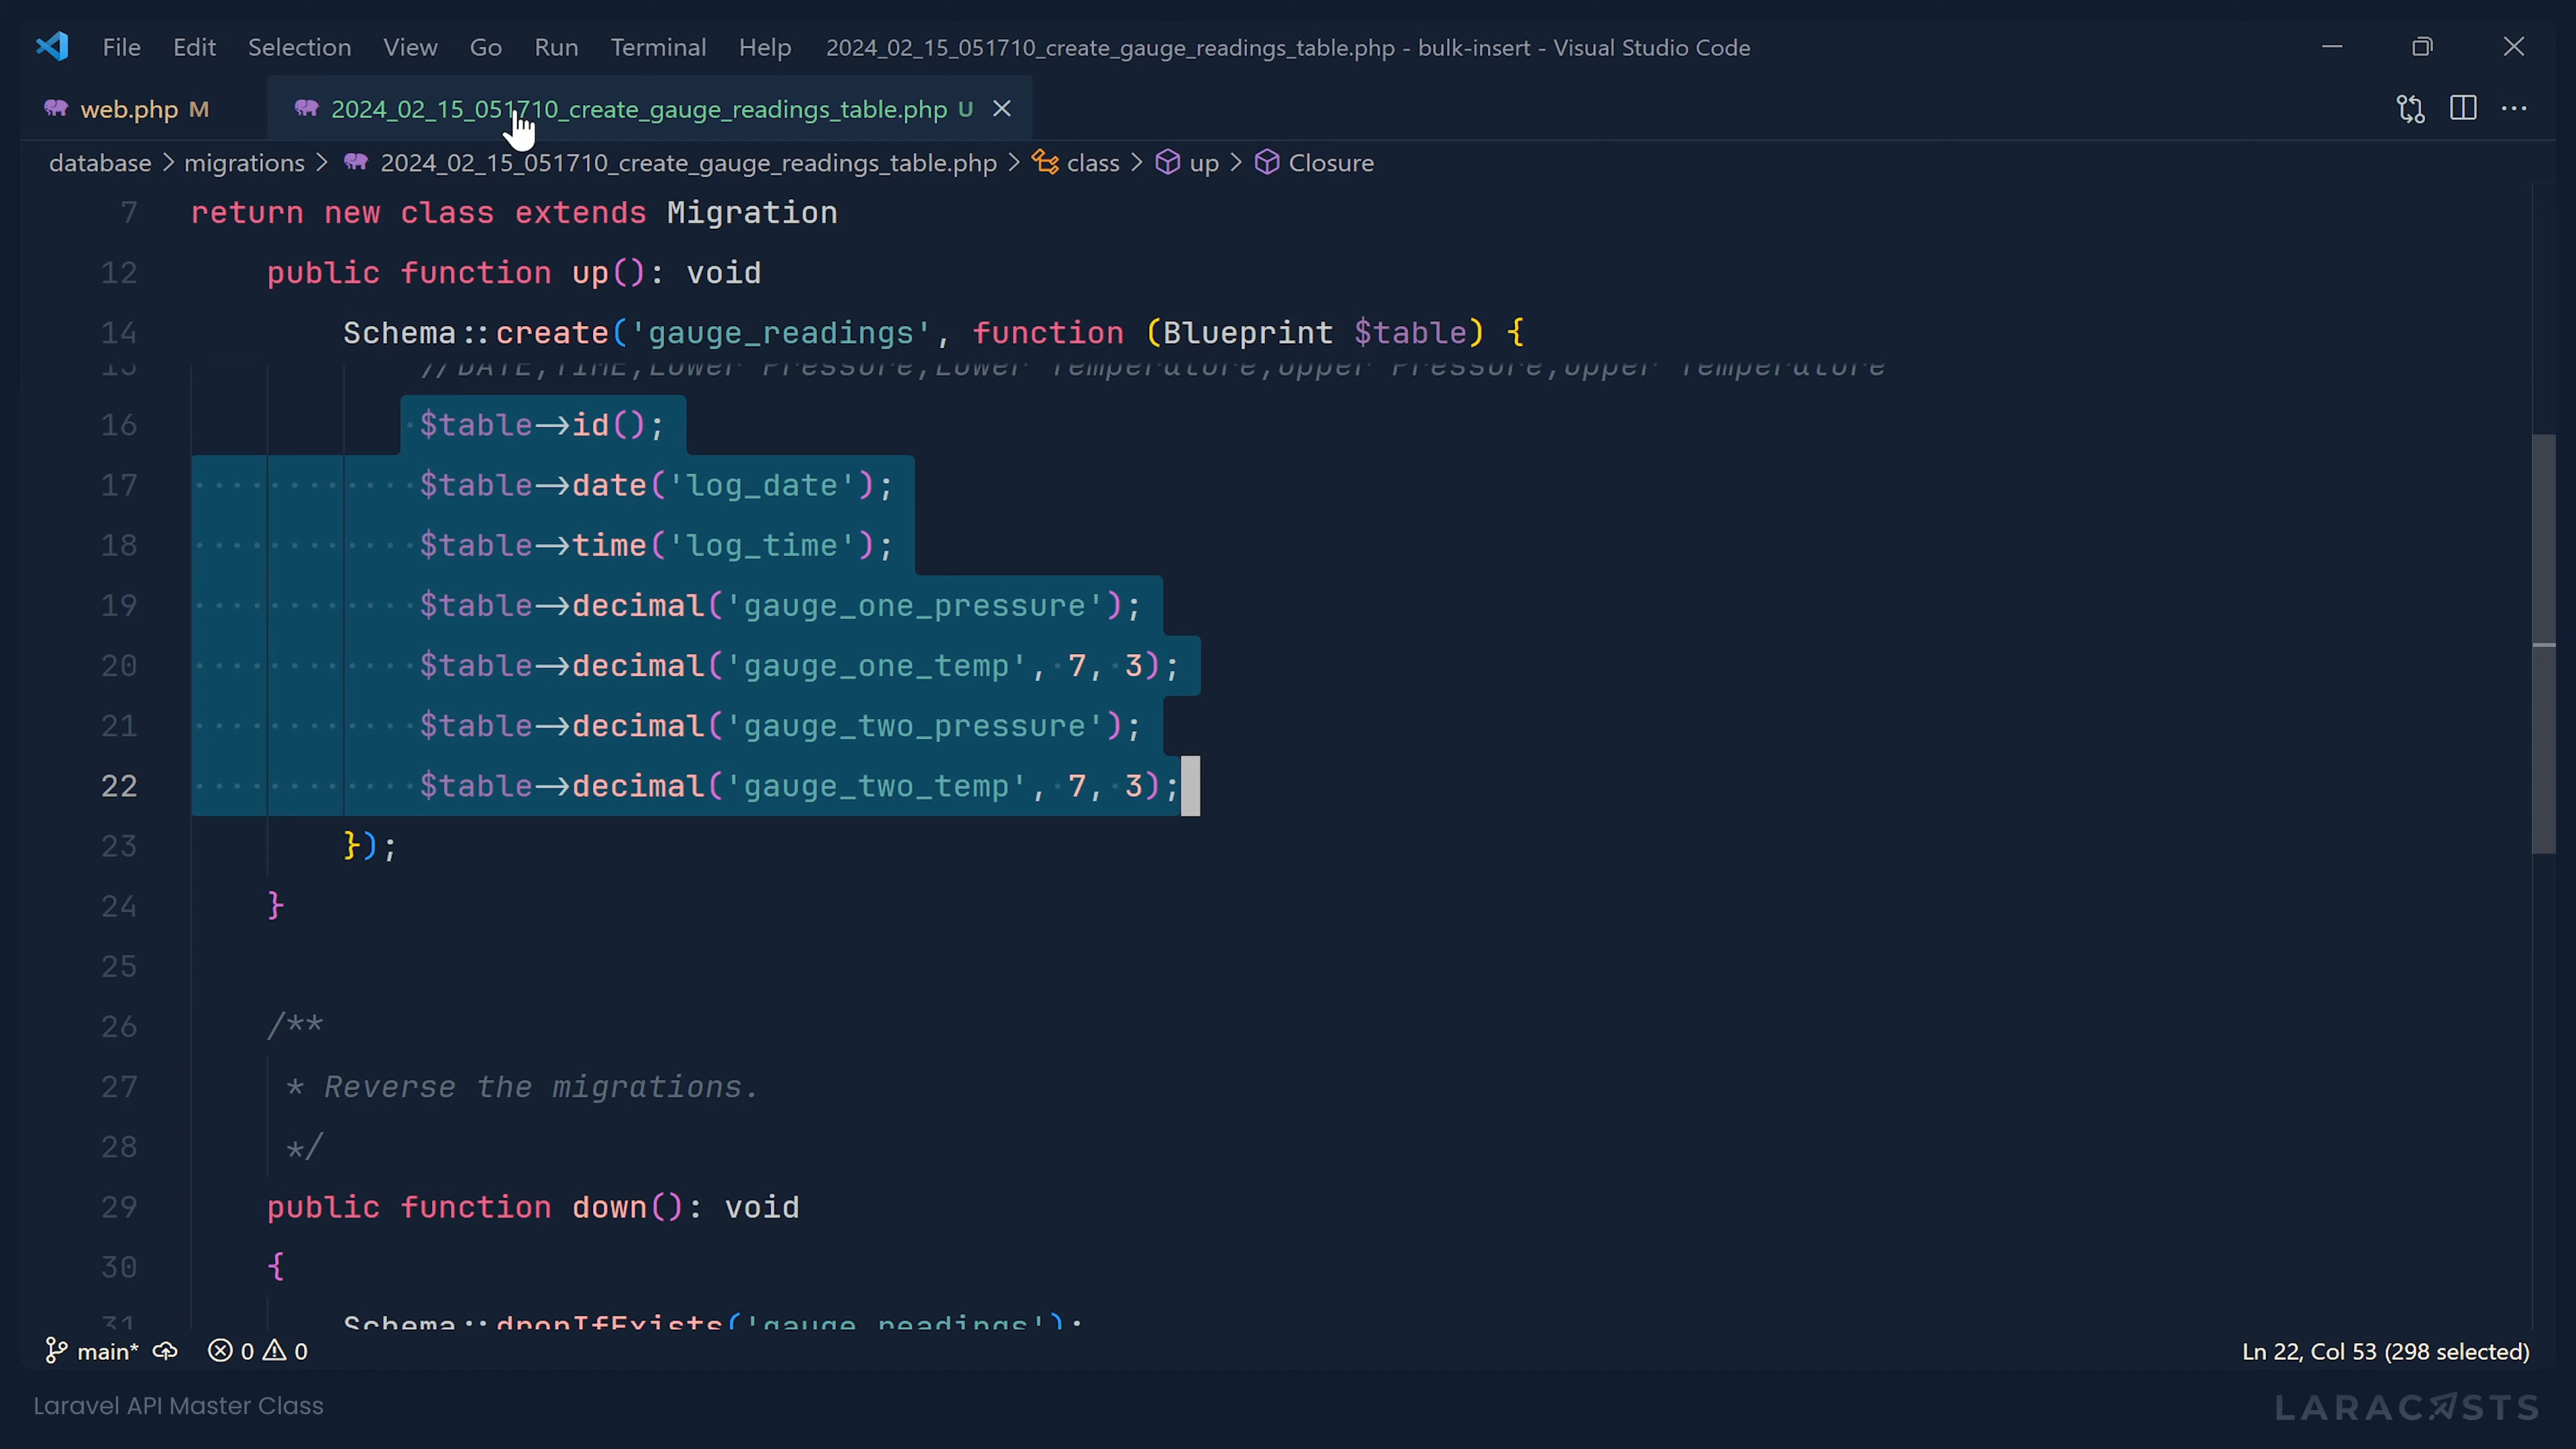 File Edit Selection View Go Run Terminal Help 2024_02_15_051710_create_gauge_readings_table.php - bulk-insert - Visual Studio Code
web.php M 2024_02_15_051710_create_gauge_readings_table.php U
database > migrations > 2024_02_15_051710_create_gauge_readings_table.php > class > up > Closure
7 return new class extends Migration
12 public function up(): void
14 Schema::create('gauge_readings', function (Blueprint $table) {
15 //DATE,TIME,Lower Pressure,Lower Temperature,Upper Pressure,Upper Temperature
16 $table->id();
17 $table->date('log_date');
18 $table->time('log_time');
19 $table->decimal('gauge_one_pressure');
20 $table->decimal('gauge_one_temp', 7, 3);
21 $table->decimal('gauge_two_pressure');
22 $table->decimal('gauge_two_temp', 7, 3);
23 });
24 }
25
26 /**
27 * Reverse the migrations.
28 */
29 public function down(): void
30 {
31 Schema::dropIfExists('gauge_readings');
main* 0 0 Ln 22, Col 53 (298 selected)
Laravel API Master Class LARACASTS